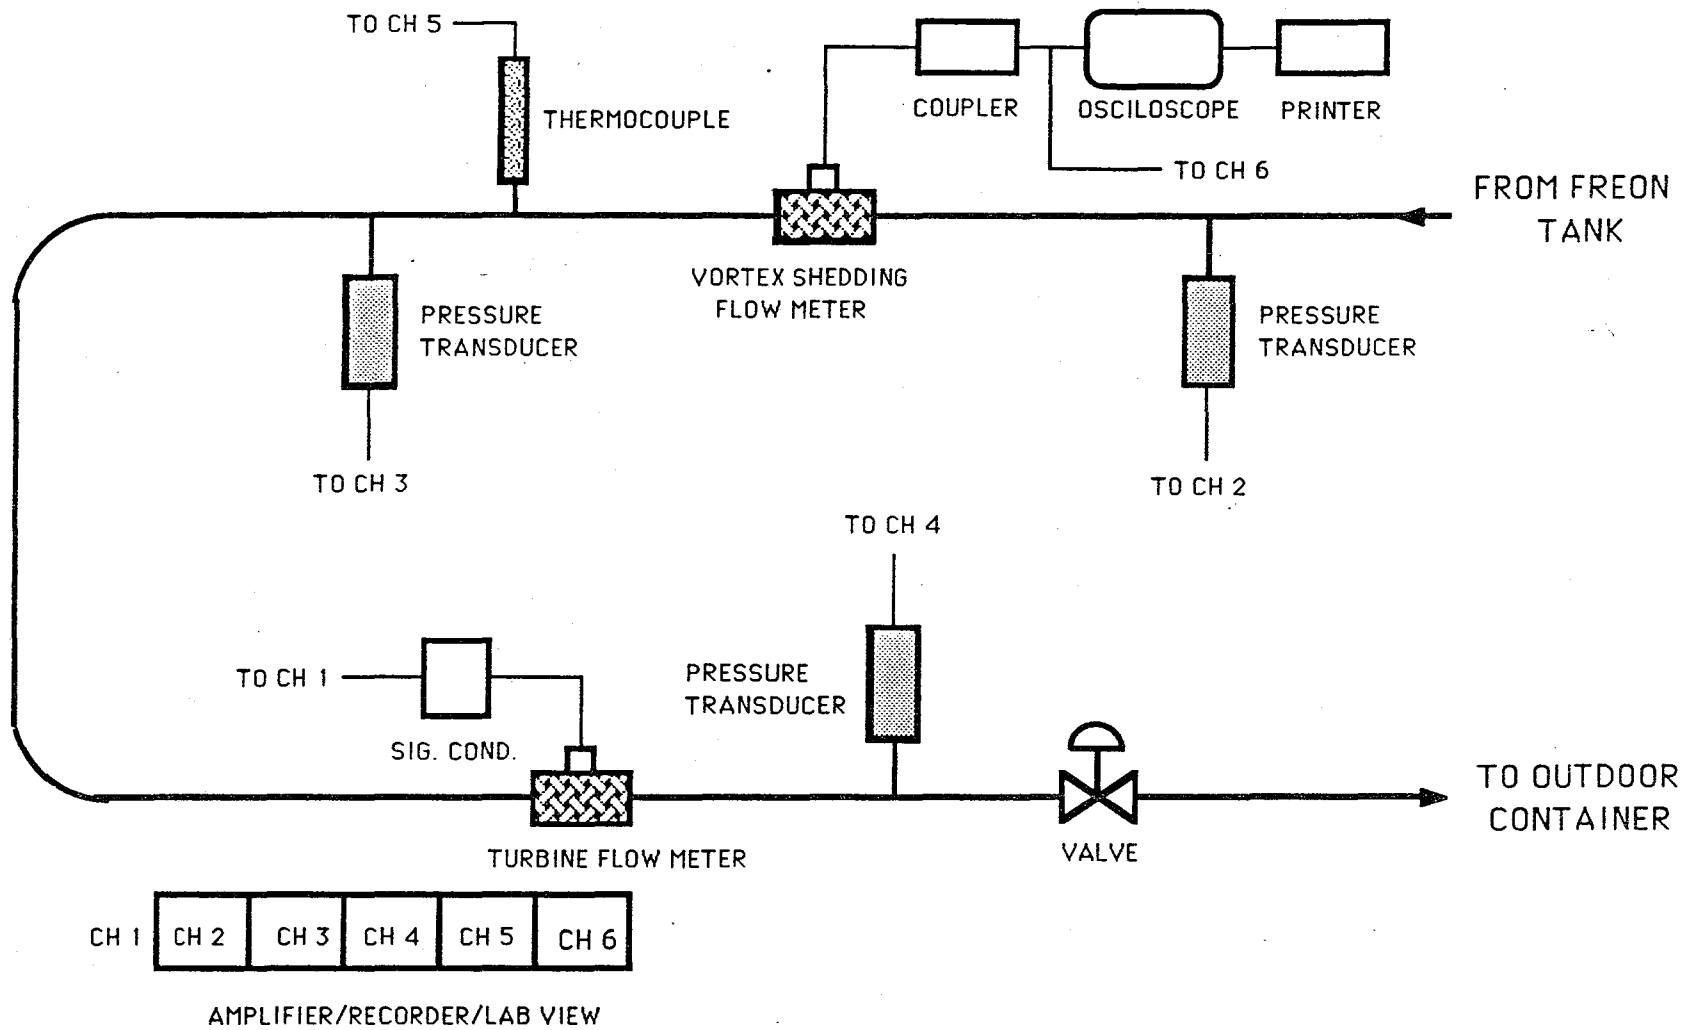 TO CH 5
THERMOCOUPLE
COUPLER
OSCILOSCOPE
PRINTER
TO CH 6
FROM FREON
TANK
VORTEX SHEDDING
FLOW METER
PRESSURE
TRANSDUCER
PRESSURE
TRANSDUCER
TO CH 3
TO CH 2
TO CH 4
TO CH 1
SIG. COND.
PRESSURE
TRANSDUCER
TURBINE FLOW METER
VALVE
TO OUTDOOR
CONTAINER
CH 1 CH 2 CH 3 CH 4 CH 5 CH 6
AMPLIFIER/RECORDER/LAB VIEW